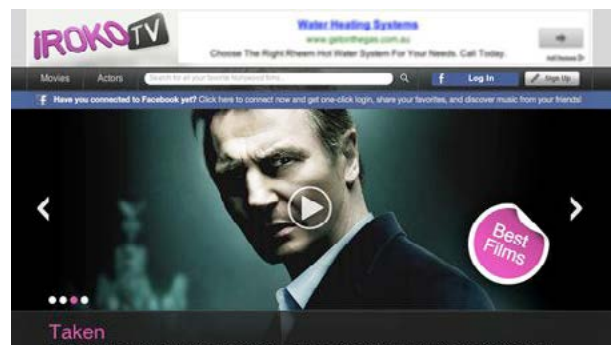 iROKO TV
Water Heating Systems
www.getonthegas.com.au
Choose The Right Rheem Hot Water System For Your Needs. Call Today.
Movies Actors Search for all your favorite Nollywood films... f Log In Sign Up
f Have you connected to Facebook yet? Click here to connect now and get one-click login, share your favorites, and discover music from your friends!
Best
Films
Taken